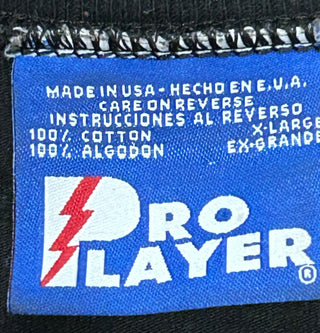 MADE IN USA - HECHO EN E.U.A.
CARE ON REVERSE
INSTRUCCIONES AL REVERSO
100% COTTON X-LARGE
100% ALGODON EX-GRANDE
PRO
PLAYER®